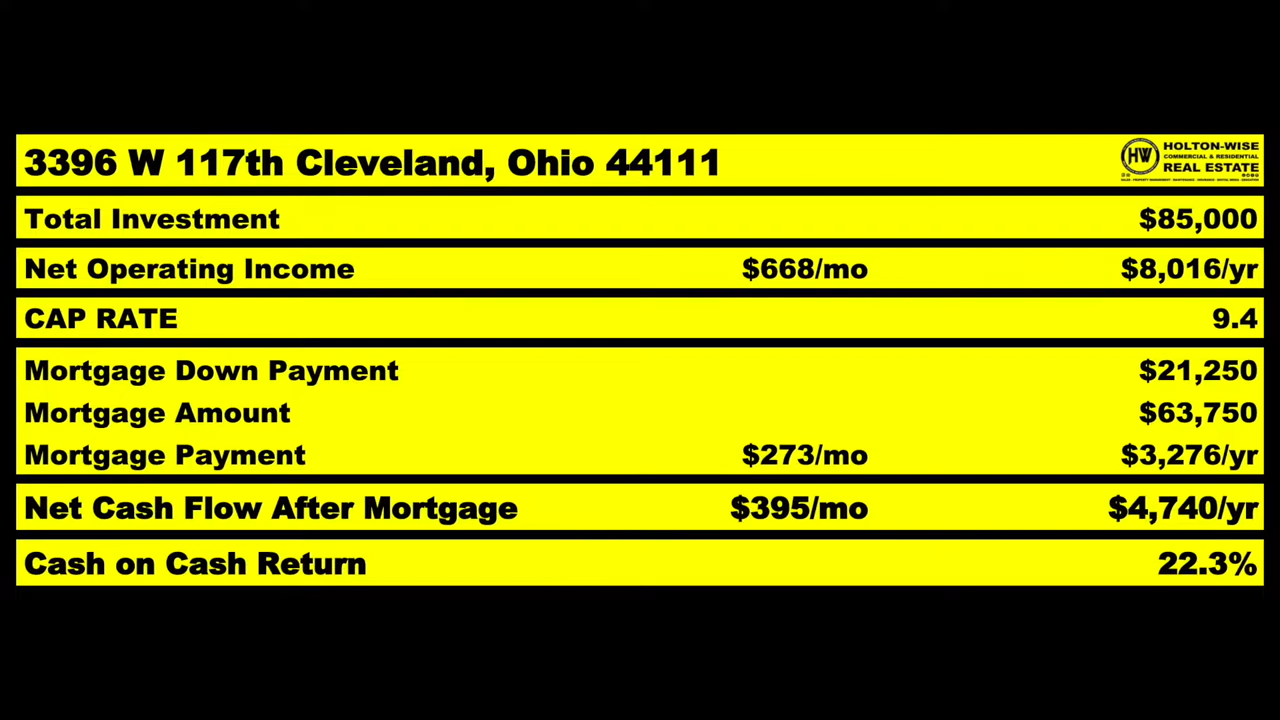 3396 W 117th Cleveland, Ohio 44111
HW
HOLTON-WISE
COMMERCIAL & RESIDENTIAL
REAL ESTATE
Total Investment $85,000
Net Operating Income $668/mo $8,016/yr
CAP RATE 9.4
Mortgage Down Payment $21,250
Mortgage Amount $63,750
Mortgage Payment $273/mo $3,276/yr
Net Cash Flow After Mortgage $395/mo $4,740/yr
Cash on Cash Return 22.3%